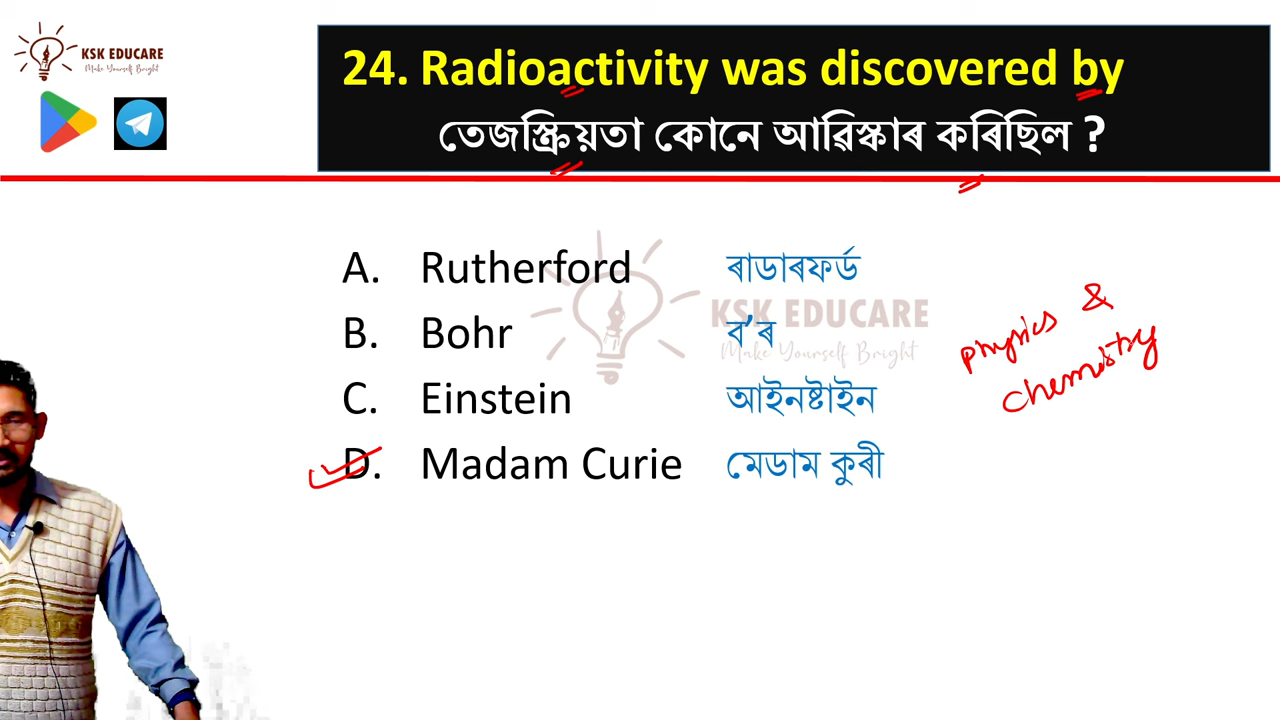 KSK EDUCARE
Make Yourself Bright
24. Radioactivity was discovered by
তেজস্ক্ৰিয়তা কোনে আৱিস্কাৰ কৰিছিল ?
A. Rutherford ৰাডাৰফৰ্ড
KSK EDUCARE
B. Bohr ব’ৰ
Make Yourself Bright
Physics &
chemistry
C. Einstein আইনষ্টাইন
D. Madam Curie মেডাম কুৰী